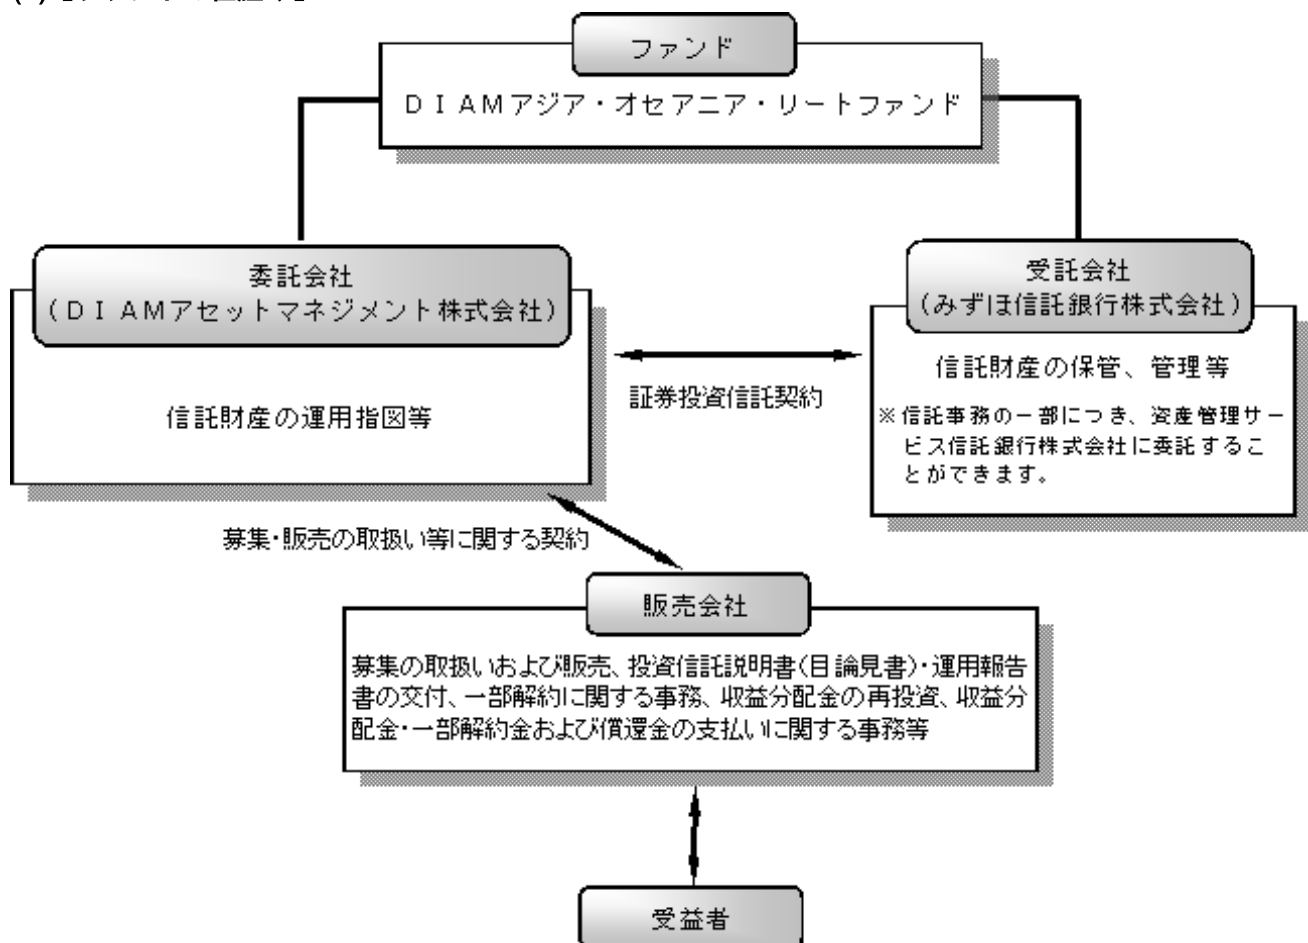 ファンド
ＤＩＡＭアジア・オセアニア・リートファンド
委託会社
（ＤＩＡＭアセットマネジメント株式会社）
信託財産の運用指図等
証券投資信託契約
受託会社
（みずほ信託銀行株式会社）
信託財産の保管、管理等
※信託事務の一部につき、資産管理サー
ビス信託銀行株式会社に委託するこ
とができます。
募集・販売の取扱い等に関する契約
販売会社
募集の取扱いおよび販売、投資信託説明書（目論見書）・運用報告
書の交付、一部解約に関する事務、収益分配金の再投資、収益分
配金・一部解約金および償還金の支払いに関する事務等
受益者